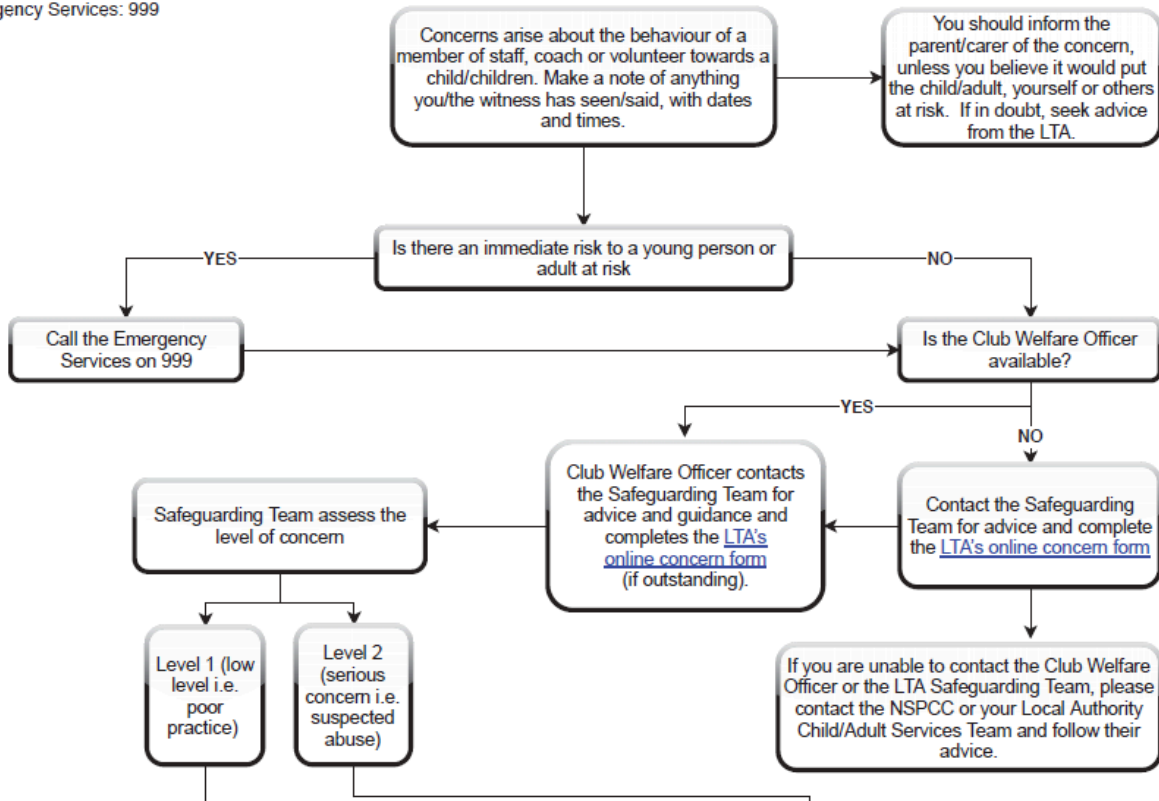 gency Services: 999
Concerns arise about the behaviour of a
member of staff, coach or volunteer towards a
child/children. Make a note of anything
you/the witness has seen/said, with dates
and times.
You should inform the
parent/carer of the concern,
unless you believe it would put
the child/adult, yourself or others
at risk. If in doubt, seek advice
from the LTA.
Is there an immediate risk to a young person or
adult at risk
YES
NO
Call the Emergency
Services on 999
Is the Club Welfare Officer
available?
YES
NO
Club Welfare Officer contacts
the Safeguarding Team for
advice and guidance and
completes the LTA's
online concern form
(if outstanding).
Contact the Safeguarding
Team for advice and complete
the LTA's online concern form
Safeguarding Team assess the
level of concern
Level 1 (low
level i.e.
poor
practice)
Level 2
(serious
concern i.e.
suspected
abuse)
If you are unable to contact the Club Welfare
Officer or the LTA Safeguarding Team, please
contact the NSPCC or your Local Authority
Child/Adult Services Team and follow their
advice.